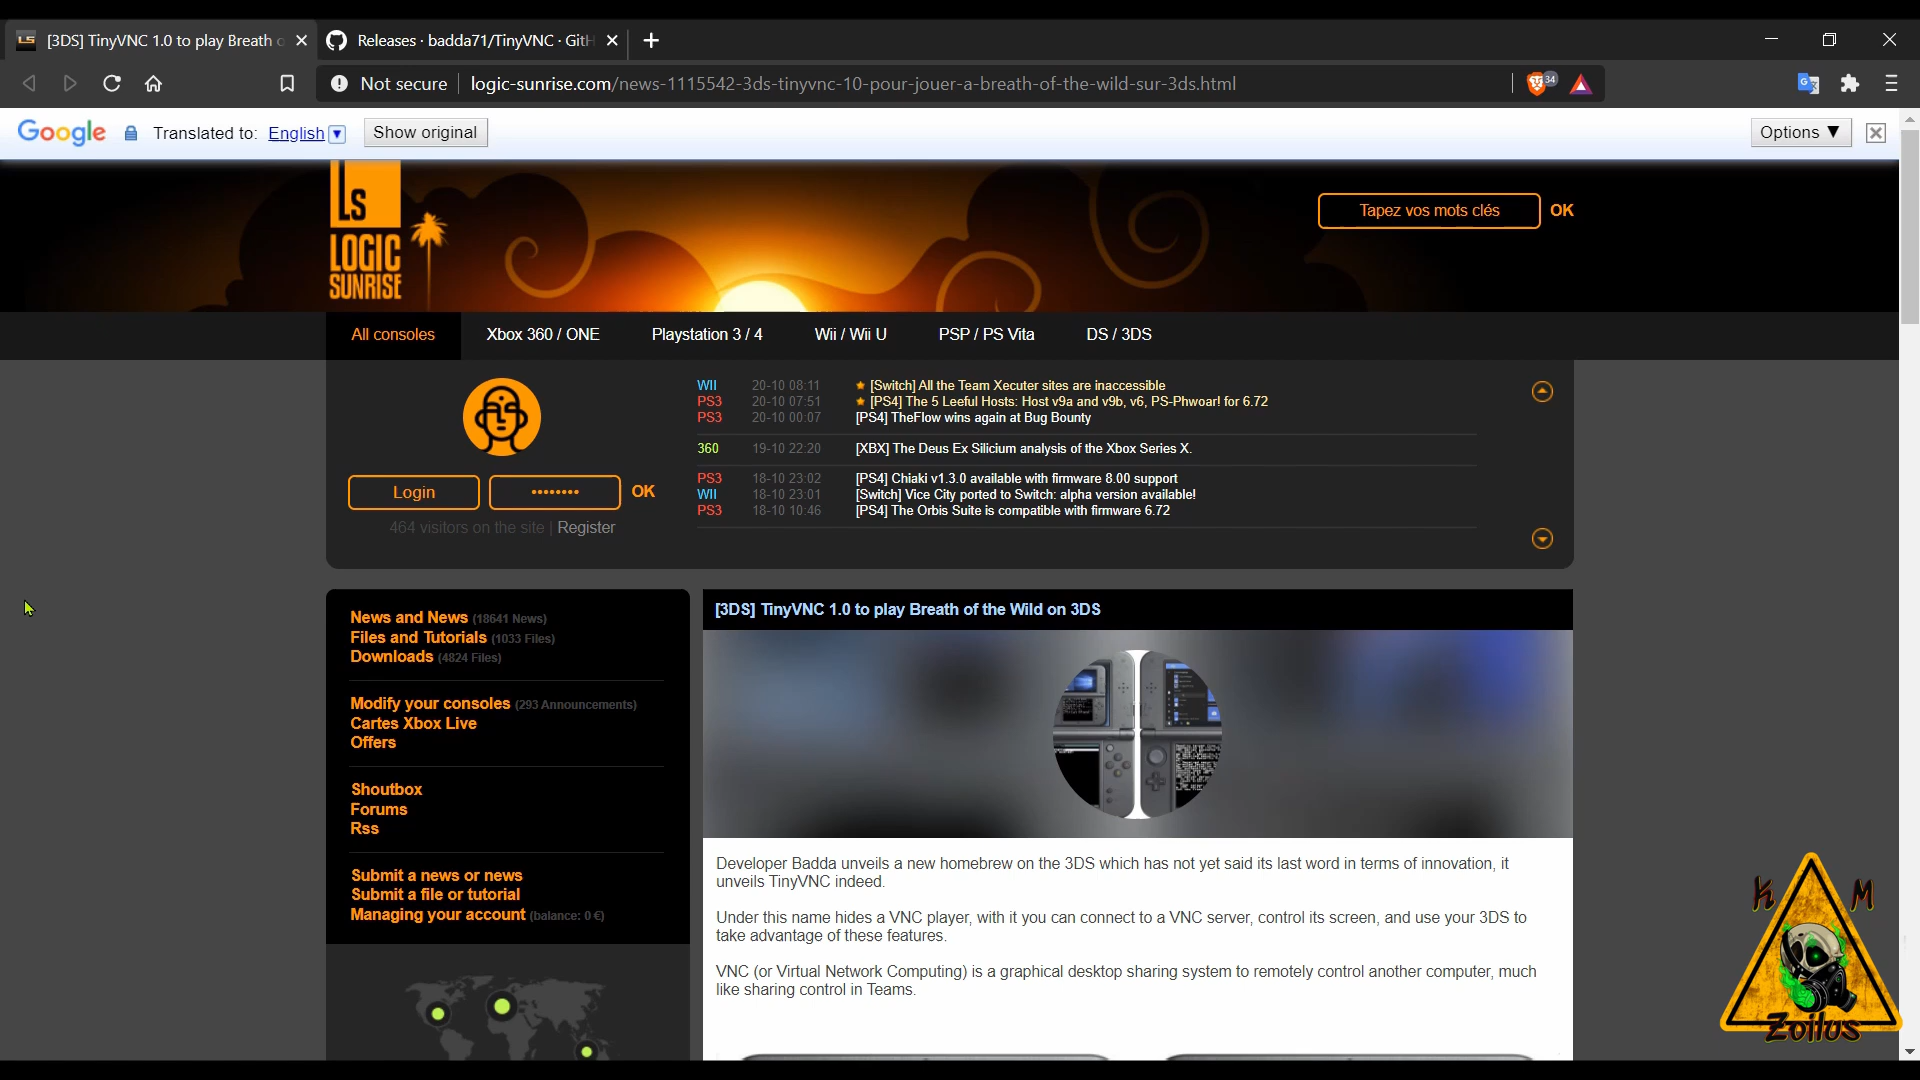 [3DS] TinyVNC 1.0 to play Breath
Releases · badda71/TinyVNC · Git
Not secure
logic-sunrise.com/news-1115542-3ds-tinyvnc-10-pour-jouer-a-breath-of-the-wild-sur-3ds.html
34
Google Translated to: English ▼ Show original
Options ▼
Ls
LOGIC
SUNRISE
Tapez vos mots clés OK
All consoles Xbox 360 / ONE Playstation 3 / 4 Wii / Wii U PSP / PS Vita DS / 3DS
WII 20-10 08:11 [Switch] All the Team Xecuter sites are inaccessible
PS3 20-10 07:51 [PS4] The 5 Leeful Hosts: Host v9a and v9b, v6, PS-Phwoar! for 6.72
PS3 20-10 00:07 [PS4] TheFlow wins again at Bug Bounty
360 19-10 22:20 [XBX] The Deus Ex Silicium analysis of the Xbox Series X.
PS3 18-10 23:02 [PS4] Chiaki v1.3.0 available with firmware 8.00 support
WII 18-10 23:01 [Switch] Vice City ported to Switch: alpha version available!
PS3 18-10 10:46 [PS4] The Orbis Suite is compatible with firmware 6.72
Login •••••••• OK
464 visitors on the site | Register
News and News (18641 News)
Files and Tutorials (1033 Files)
Downloads (4824 Files)
Modify your consoles (293 Announcements)
Cartes Xbox Live
Offers
Shoutbox
Forums
Rss
Submit a news or news
Submit a file or tutorial
Managing your account (balance: 0 €)
[3DS] TinyVNC 1.0 to play Breath of the Wild on 3DS
Developer Badda unveils a new homebrew on the 3DS which has not yet said its last word in terms of innovation, it
unveils TinyVNC indeed.
Under this name hides a VNC player, with it you can connect to a VNC server, control its screen, and use your 3DS to
take advantage of these features.
VNC (or Virtual Network Computing) is a graphical desktop sharing system to remotely control another computer, much
like sharing control in Teams.
K M
Zoilus